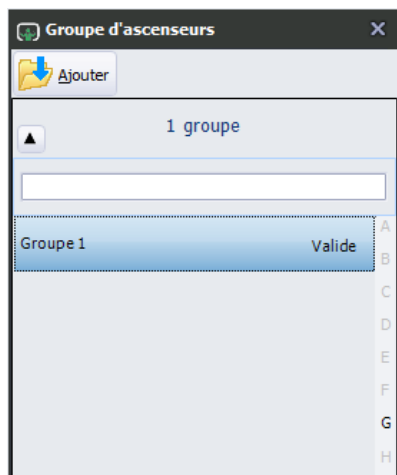 Groupe d'ascenseurs
Ajouter
1 groupe
Groupe 1 Valide
A
B
C
D
E
F
G
H